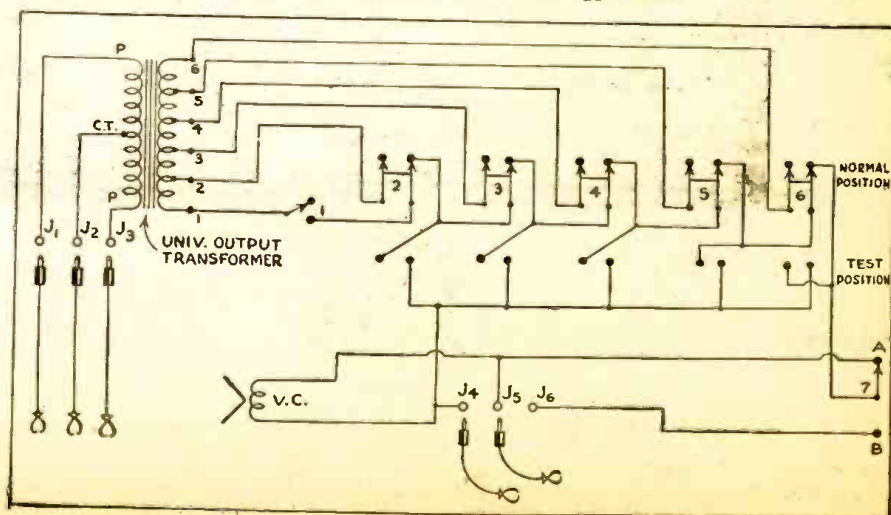 P
6
5
C.T.
4
3
2
P
1
1
2
3
4
5
6
NORMAL
POSITION
J1
J2
J3
UNIV. OUTPUT
TRANSFORMER
TEST
POSITION
A
7
V.C.
J4
J5
J6
B